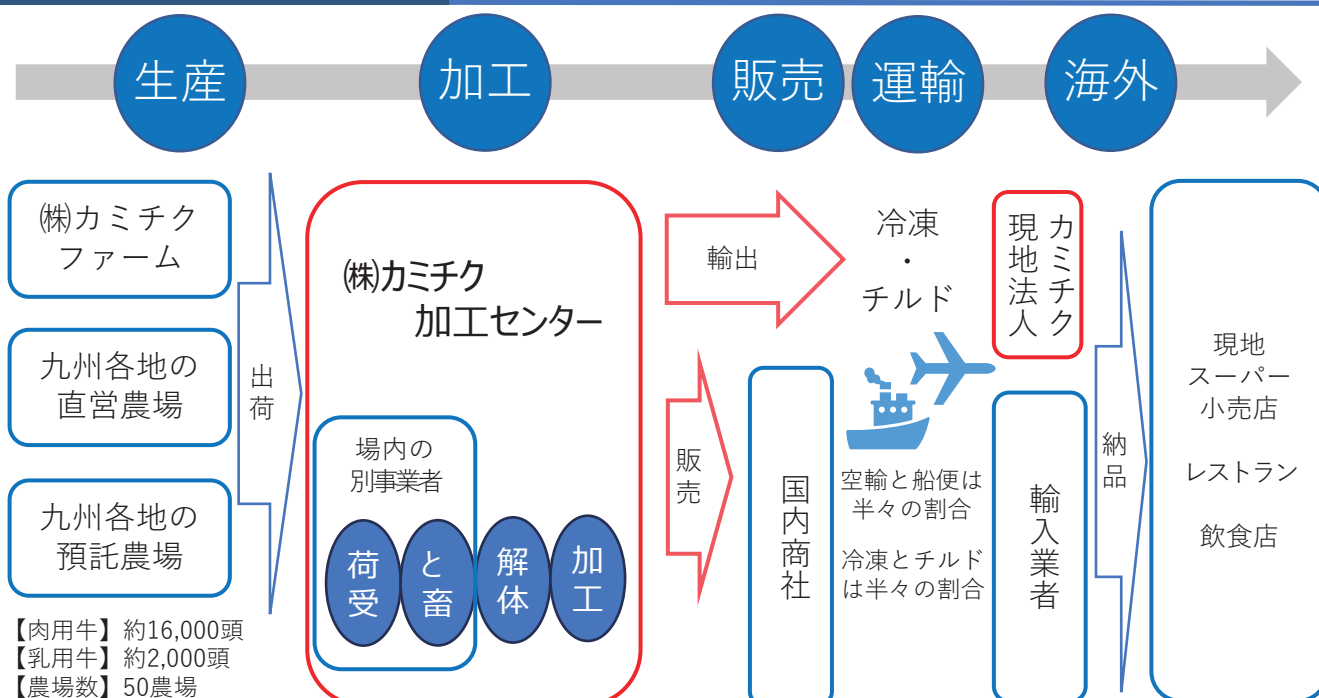 生産
加工
販売
運輸
海外
㈱カミチク
ファーム
九州各地の
直営農場
九州各地の
預託農場
【肉用牛】約16,000頭
【乳用牛】約2,000頭
【農場数】50農場
出荷
㈱カミチク
加工センター
場内の
別事業者
荷受
と畜
解体
加工
輸出
販売
国内商社
冷凍
・
チルド
空輸と船便は
半々の割合
冷凍とチルド
は半々の割合
カミチク
現地法人
輸入業者
納品
現地
スーパー
小売店
レストラン
飲食店